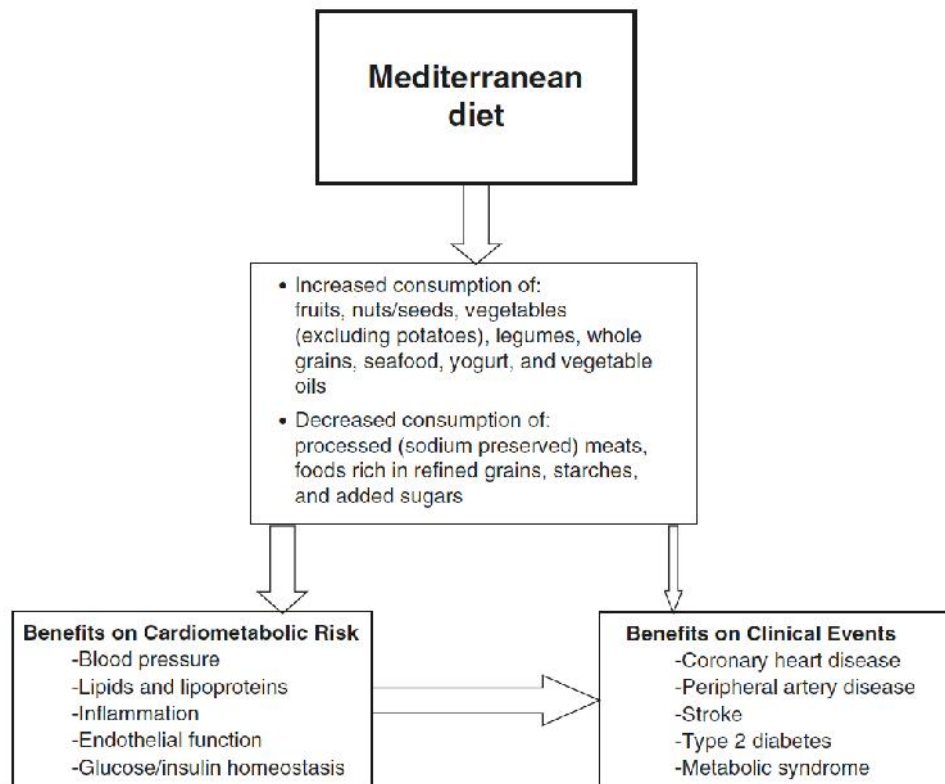 Mediterranean
diet
• Increased consumption of:
fruits, nuts/seeds, vegetables
(excluding potatoes), legumes, whole
grains, seafood, yogurt, and vegetable
oils
• Decreased consumption of:
processed (sodium preserved) meats,
foods rich in refined grains, starches,
and added sugars
Benefits on Cardiometabolic Risk
-Blood pressure
-Lipids and lipoproteins
-Inflammation
-Endothelial function
-Glucose/insulin homeostasis
Benefits on Clinical Events
-Coronary heart disease
-Peripheral artery disease
-Stroke
-Type 2 diabetes
-Metabolic syndrome